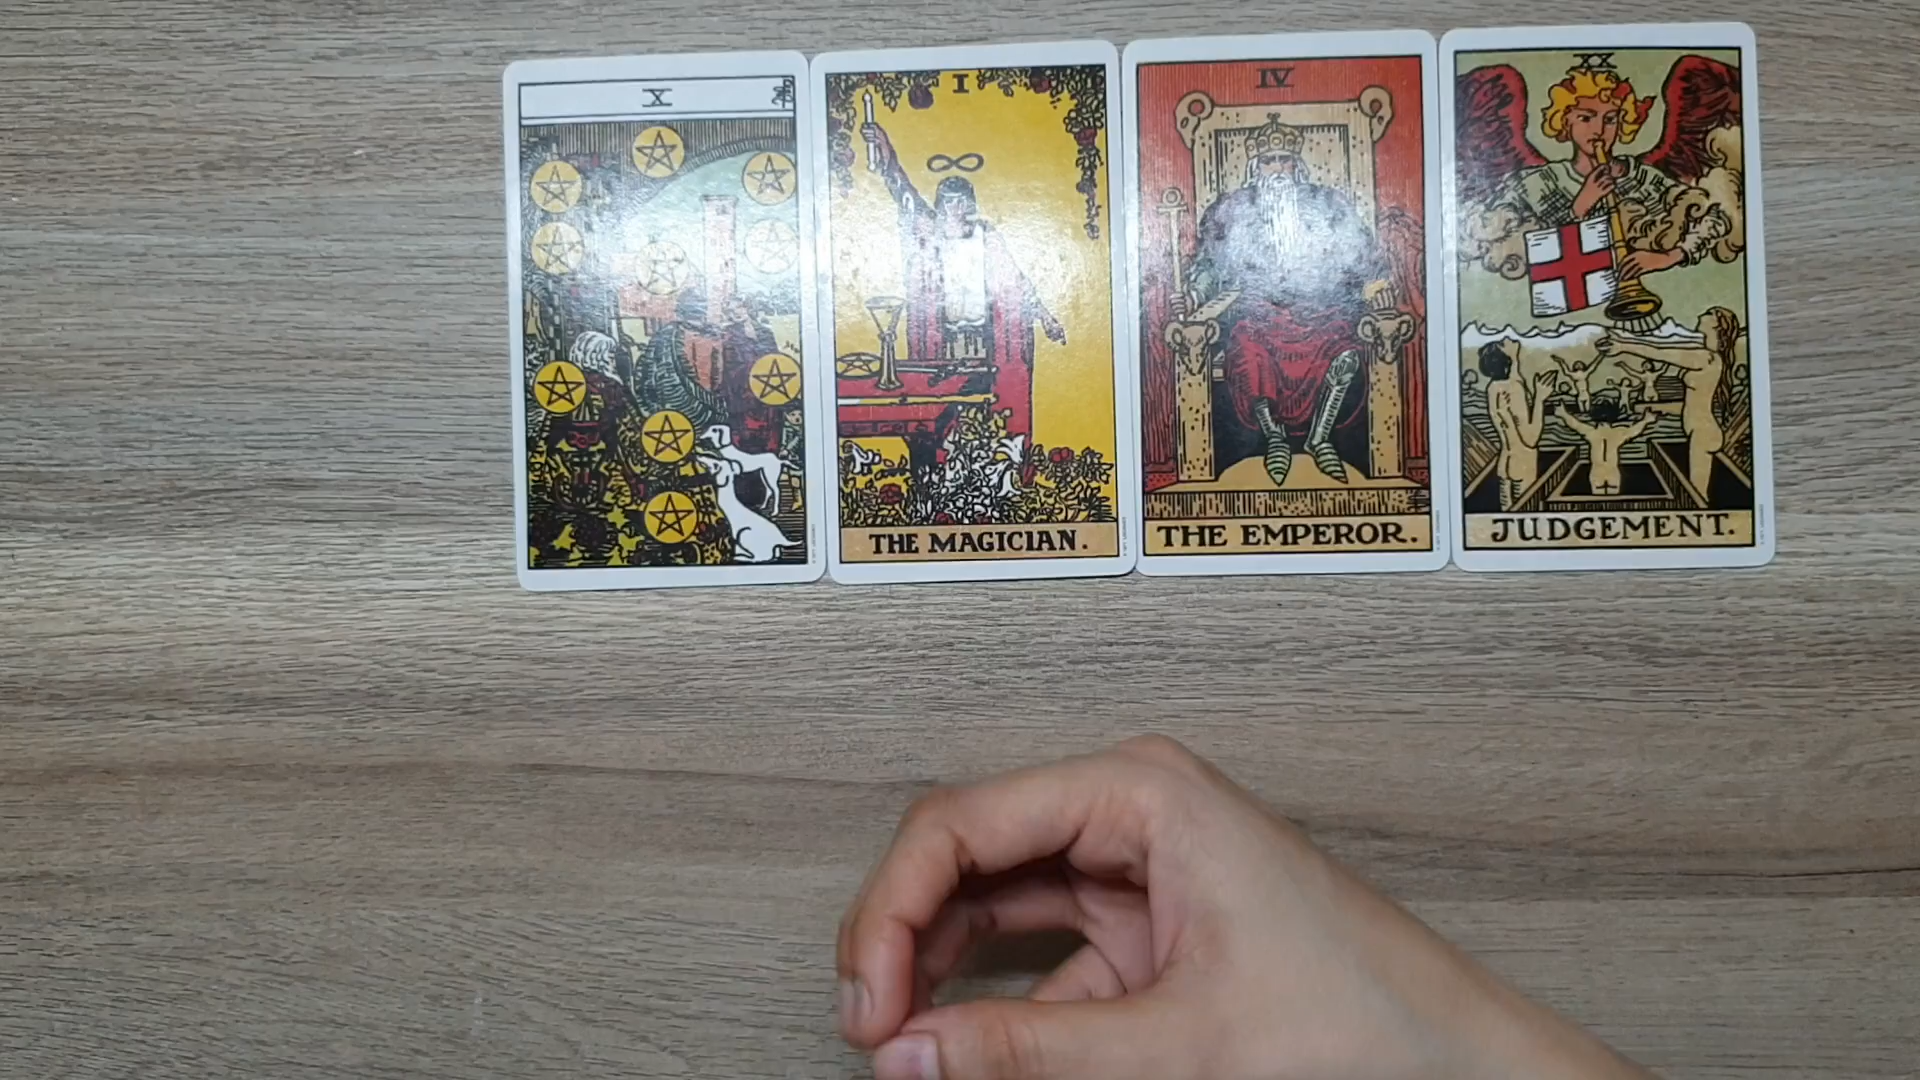 X
I
THE MAGICIAN.
IV
THE EMPEROR.
XX
JUDGEMENT.